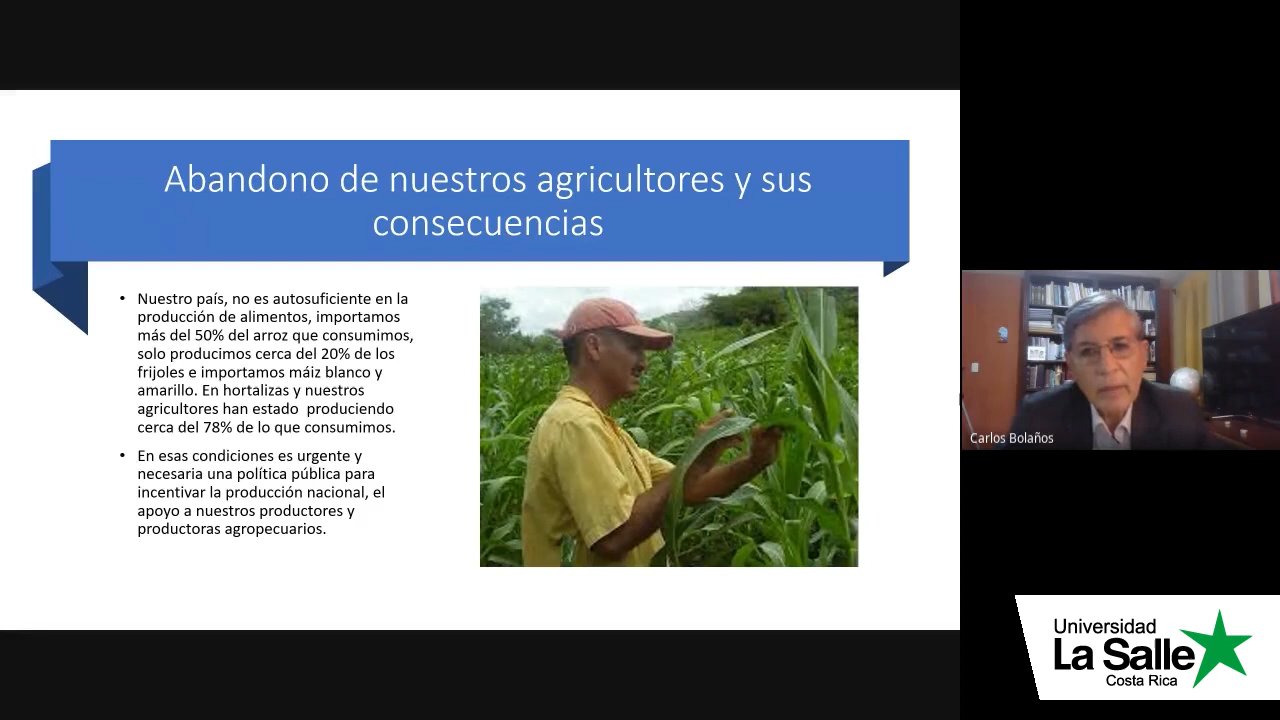 Abandono de nuestros agricultores y sus
consecuencias
• Nuestro país, no es autosuficiente en la
producción de alimentos, importamos
más del 50% del arroz que consumimos,
solo producimos cerca del 20% de los
frijoles e importamos máiz blanco y
amarillo. En hortalizas y nuestros
agricultores han estado  produciendo
cerca del 78% de lo que consumimos.
• En esas condiciones es urgente y
necesaria una política pública para
incentivar la producción nacional, el
apoyo a nuestros productores y
productoras agropecuarios.
Carlos Bolaños
Universidad
La Salle
Costa Rica